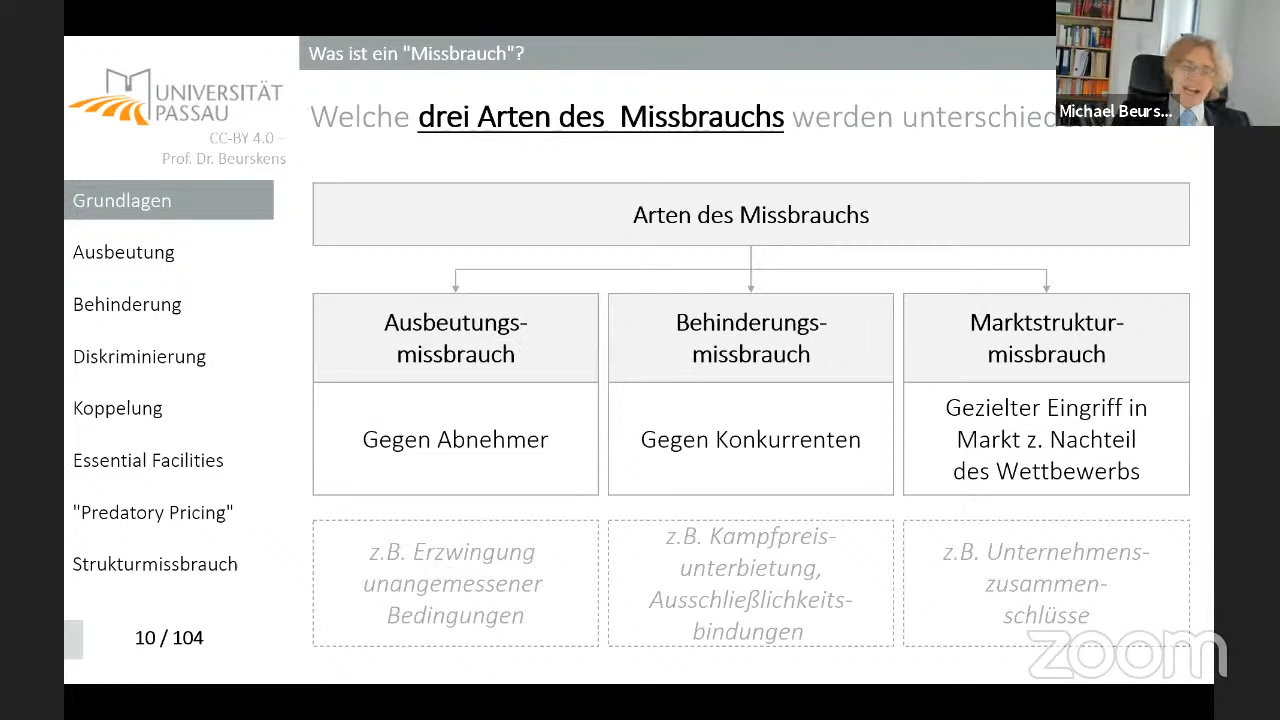 Was ist ein "Missbrauch"?
Michael Beurs...
UNIVERSITÄT
PASSAU
CC-BY 4.0 –
Prof. Dr. Beurskens
Welche drei Arten des Missbrauchs werden unterschied
Grundlagen
Ausbeutung
Behinderung
Diskriminierung
Koppelung
Essential Facilities
"Predatory Pricing"
Strukturmissbrauch
10 / 104
Arten des Missbrauchs
Ausbeutungs-
missbrauch
Gegen Abnehmer
z.B. Erzwingung
unangemessener
Bedingungen
Behinderungs-
missbrauch
Gegen Konkurrenten
z.B. Kampfpreis-
unterbietung,
Ausschließlichkeits-
bindungen
Marktstruktur-
missbrauch
Gezielter Eingriff in
Markt z. Nachteil
des Wettbewerbs
z.B. Unternehmens-
zusammen-
schlüsse
zoom